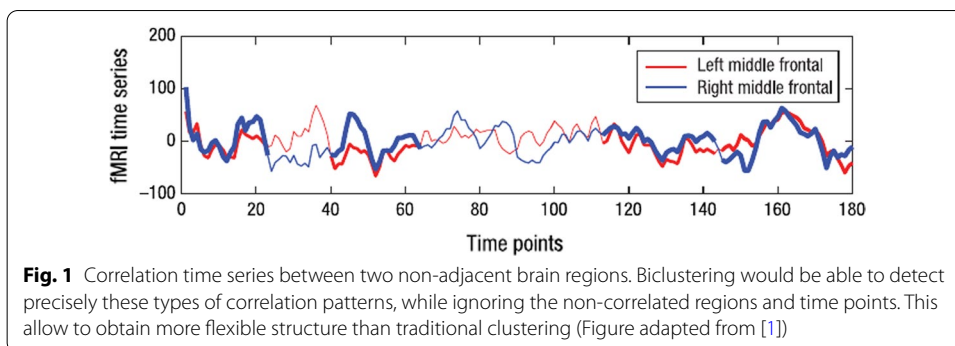 200
100
0
−100
fMRI time series
Left middle frontal
Right middle frontal
0 20 40 60 80 100 120 140 160 180
Time points
Fig. 1 Correlation time series between two non-adjacent brain regions. Biclustering would be able to detect
precisely these types of correlation patterns, while ignoring the non-correlated regions and time points. This
allow to obtain more flexible structure than traditional clustering (Figure adapted from [1])